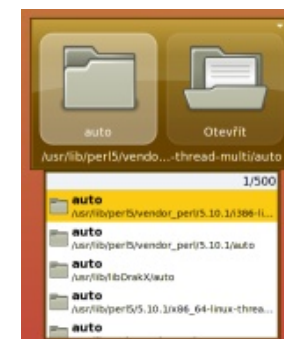 auto Otevřít
/usr/lib/perl5/vendo...-thread-multi/auto
1/500
auto
/usr/lib/perl5/vendor_perl/5.10.1/i386-li...
auto
/usr/lib/perl5/vendor_perl/5.10.1/auto
auto
/usr/lib/libDrakX/auto
auto
/usr/lib/perl5/5.10.1/x86_64-linux-threa...
auto